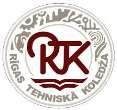 RĪGAS TEHNISKĀ KOLEDŽA
RTK